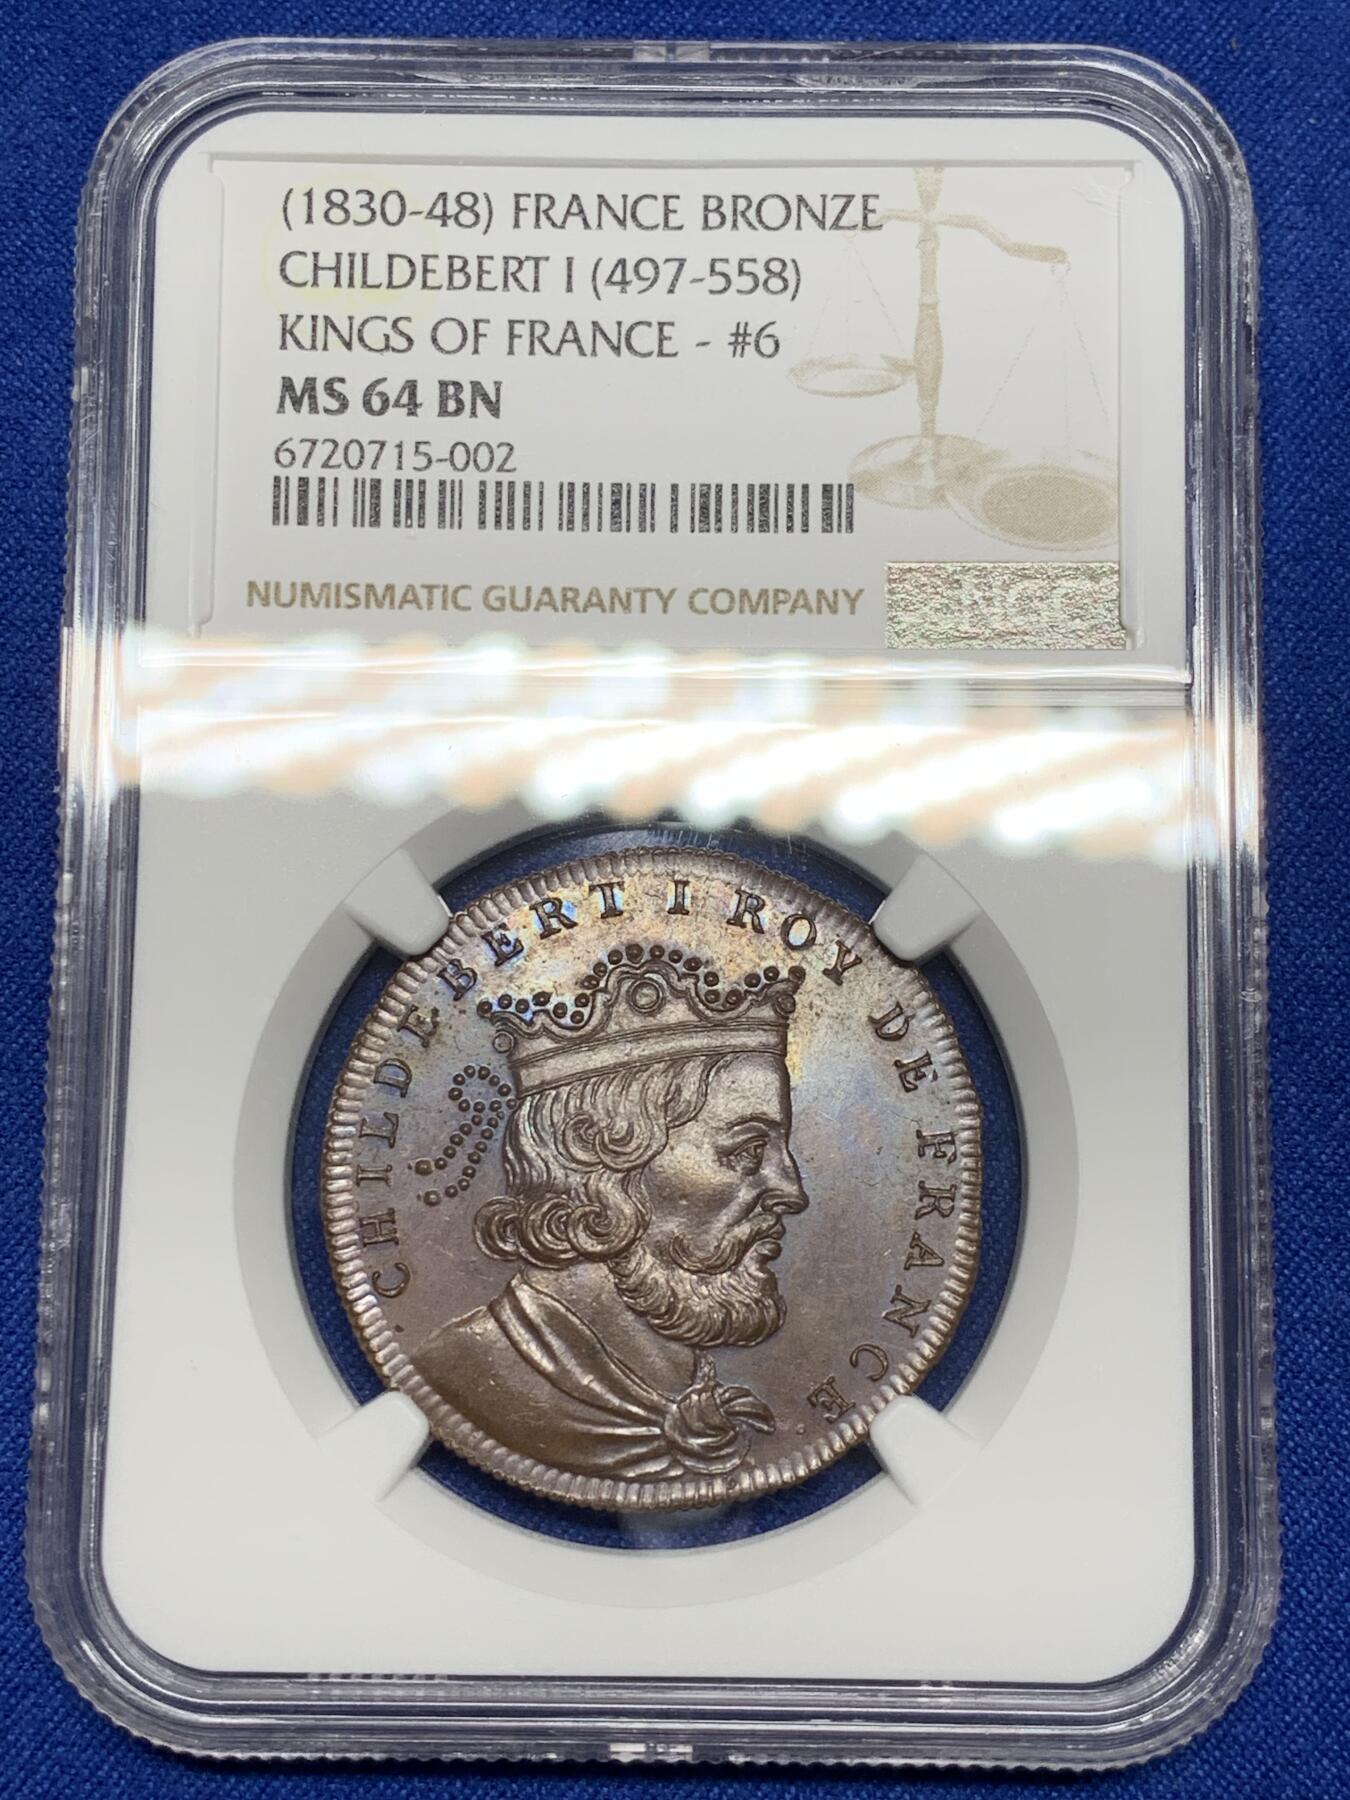 (1830-48) FRANCE BRONZE
CHILDEBERT I (497-558)
KINGS OF FRANCE - #6
MS 64 BN
6720715-002
NUMISMATIC GUARANTY COMPANY
CHILDEBERT I ROY DE FRANCE